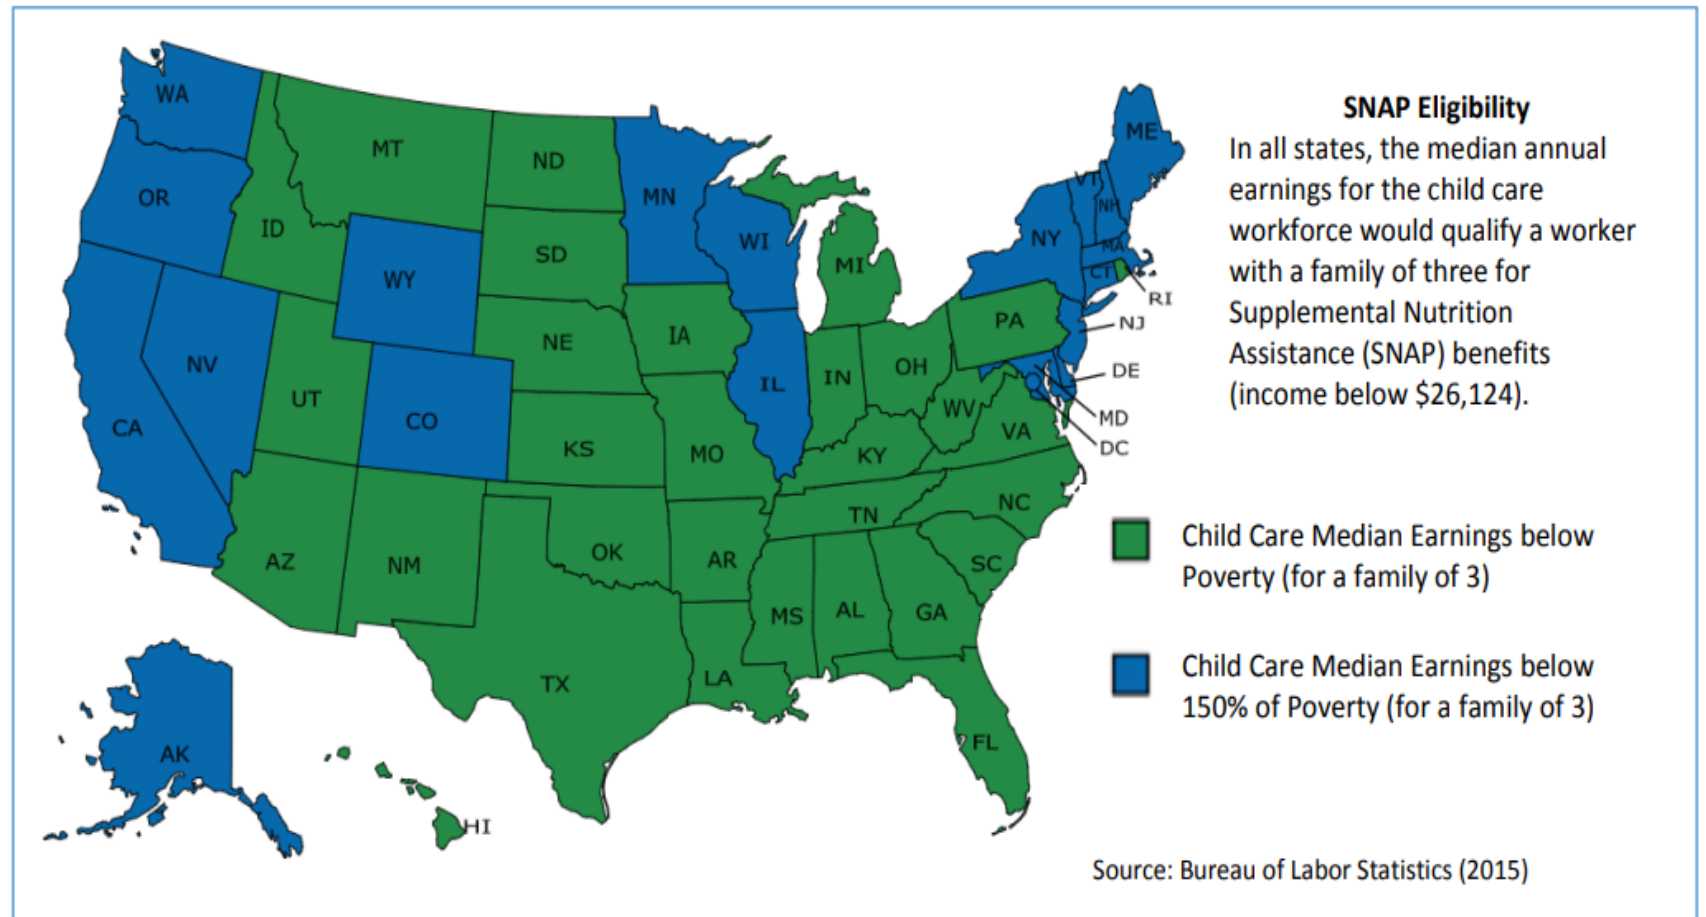 WA
MT
ND
MN
ME
VT
NH
OR
ID
SD
WI
NY
MA
WY
MI
CT
RI
NE
IA
PA
NJ
NV
UT
CO
IL
IN
OH
DE
CA
KS
MO
WV
VA
MD
KY
DC
TN
NC
AZ
NM
OK
AR
SC
MS
AL
GA
TX
LA
FL
AK
HI
SNAP Eligibility
In all states, the median annual
earnings for the child care
workforce would qualify a worker
with a family of three for
Supplemental Nutrition
Assistance (SNAP) benefits
(income below $26,124).
Child Care Median Earnings below
Poverty (for a family of 3)
Child Care Median Earnings below
150% of Poverty (for a family of 3)
Source: Bureau of Labor Statistics (2015)